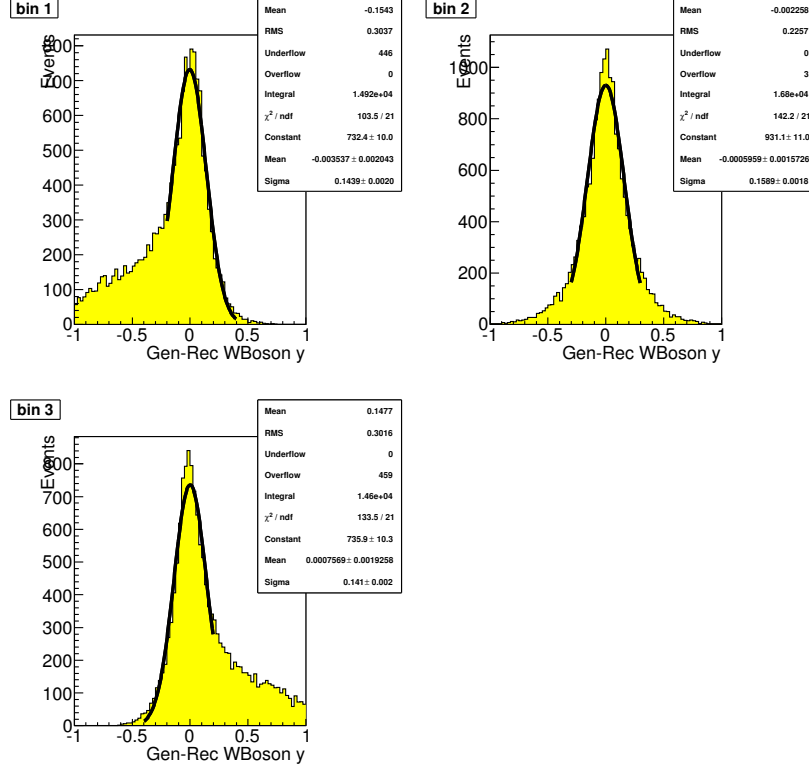 bin 1
Mean -0.1543
RMS 0.3037
Underflow 446
Overflow 0
Integral 1.492e+04
χ² / ndf 103.5 / 21
Constant 732.4 ± 10.0
Mean -0.003537 ± 0.002043
Sigma 0.1439 ± 0.0020
Events
800
700
600
500
400
300
200
100
0
-1 -0.5 0 0.5 1
Gen-Rec WBoson y
bin 2
Mean -0.002258
RMS 0.2257
Underflow 0
Overflow 3
Integral 1.68e+04
χ² / ndf 142.2 / 21
Constant 931.1 ± 11.0
Mean -0.0005959 ± 0.0015726
Sigma 0.1589 ± 0.0018
Events
1000
800
600
400
200
0
-1 -0.5 0 0.5 1
Gen-Rec WBoson y
bin 3
Mean 0.1477
RMS 0.3016
Underflow 0
Overflow 459
Integral 1.46e+04
χ² / ndf 133.5 / 21
Constant 735.9 ± 10.3
Mean 0.0007569 ± 0.0019258
Sigma 0.141 ± 0.002
Events
800
700
600
500
400
300
200
100
0
-1 -0.5 0 0.5 1
Gen-Rec WBoson y